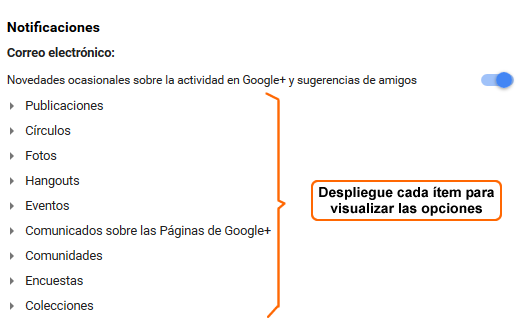 Notificaciones
Correo electrónico:
Novedades ocasionales sobre la actividad en Google+ y sugerencias de amigos
Publicaciones
Círculos
Fotos
Hangouts
Eventos
Comunicados sobre las Páginas de Google+
Comunidades
Encuestas
Colecciones
Despliegue cada ítem para
visualizar las opciones